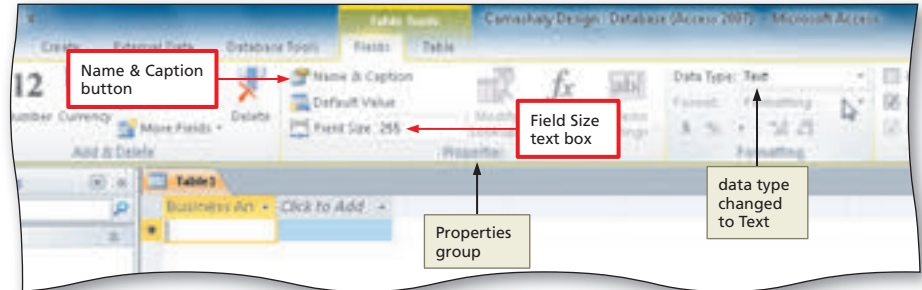 Table Tools Camashaly Design : Database (Access 2007) - Microsoft Access
Create External Data Database Tools Fields Table
Name & Caption
button
12
Number Currency
More Fields
Delete
Add & Delete
Name & Caption
Default Value
Field Size 255
Field Size
text box
Properties
fx
ab|
Data Type: Text
Format: Formatting
$ %
Formatting
Table1
Business An Click to Add
Properties
group
data type
changed
to Text